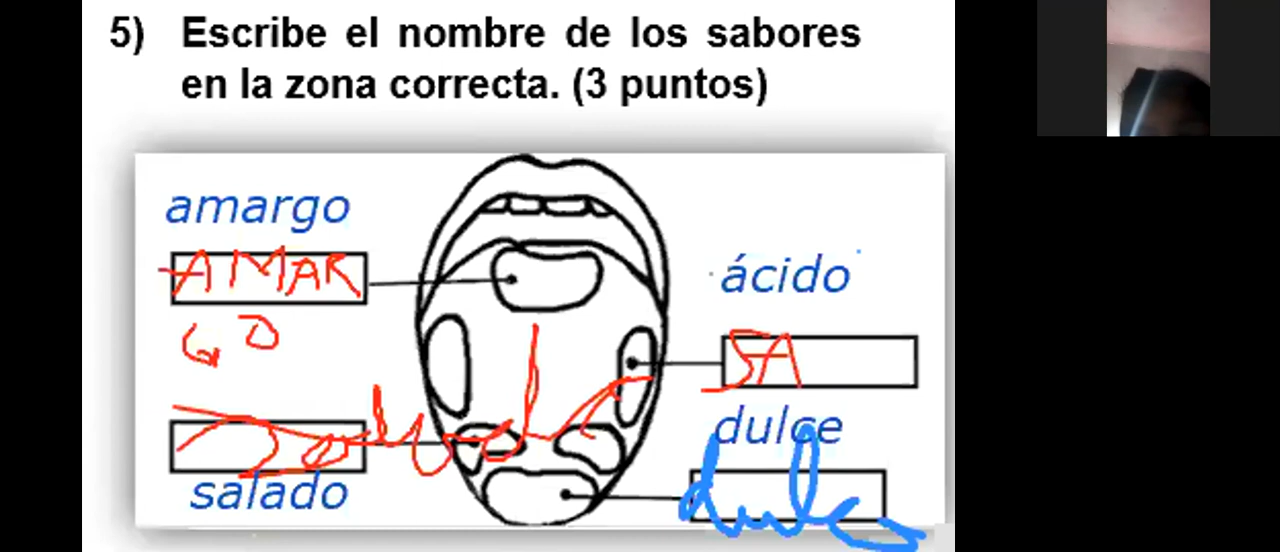 5) Escribe el nombre de los sabores
en la zona correcta. (3 puntos)
amargo
AMAR
GO
ácido
SA
dulce
dulce
salado